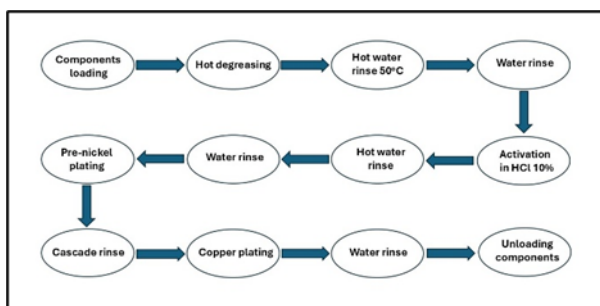 Components
loading
Hot degreasing
Hot water
rinse 50°C
Water rinse
Activation
in HCl 10%
Hot water
rinse
Water rinse
Pre-nickel
plating
Cascade rinse
Copper plating
Water rinse
Unloading
components